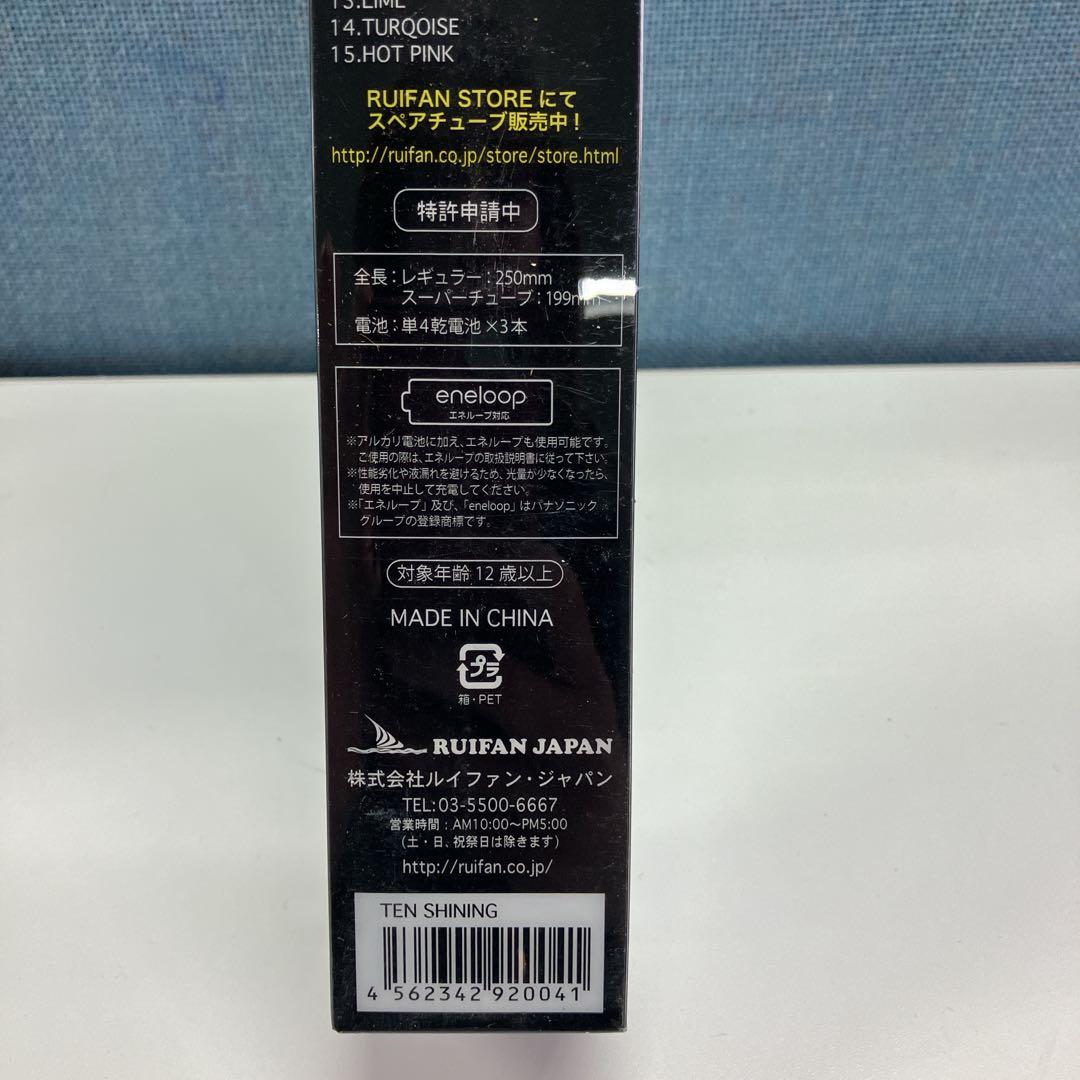 13.LIME
14.TURQOISE
15.HOT PINK
RUIFAN STOREにて
スペアチューブ販売中！
http://ruifan.co.jp/store/store.html
特許申請中
全長：レギュラー：250mm
スーパーチューブ：199mm
電池：単4乾電池×3本
eneloop
エネループ対応
※アルカリ電池に加え、エネループも使用可能です。
ご使用の際は、エネループの取扱説明書に従って下さい。
※性能劣化や液漏れを避けるため、光量が少なくなったら、
使用を中止して充電してください。
※「エネループ」及び、「eneloop」はパナソニック
グループの登録商標です。
対象年齢12歳以上
MADE IN CHINA
プラ
箱・PET
RUIFAN JAPAN
株式会社ルイファン・ジャパン
TEL:03-5500-6667
営業時間：AM10:00〜PM5:00
(土・日、祝祭日は除きます)
http://ruifan.co.jp/
TEN SHINING
4 562342 920041